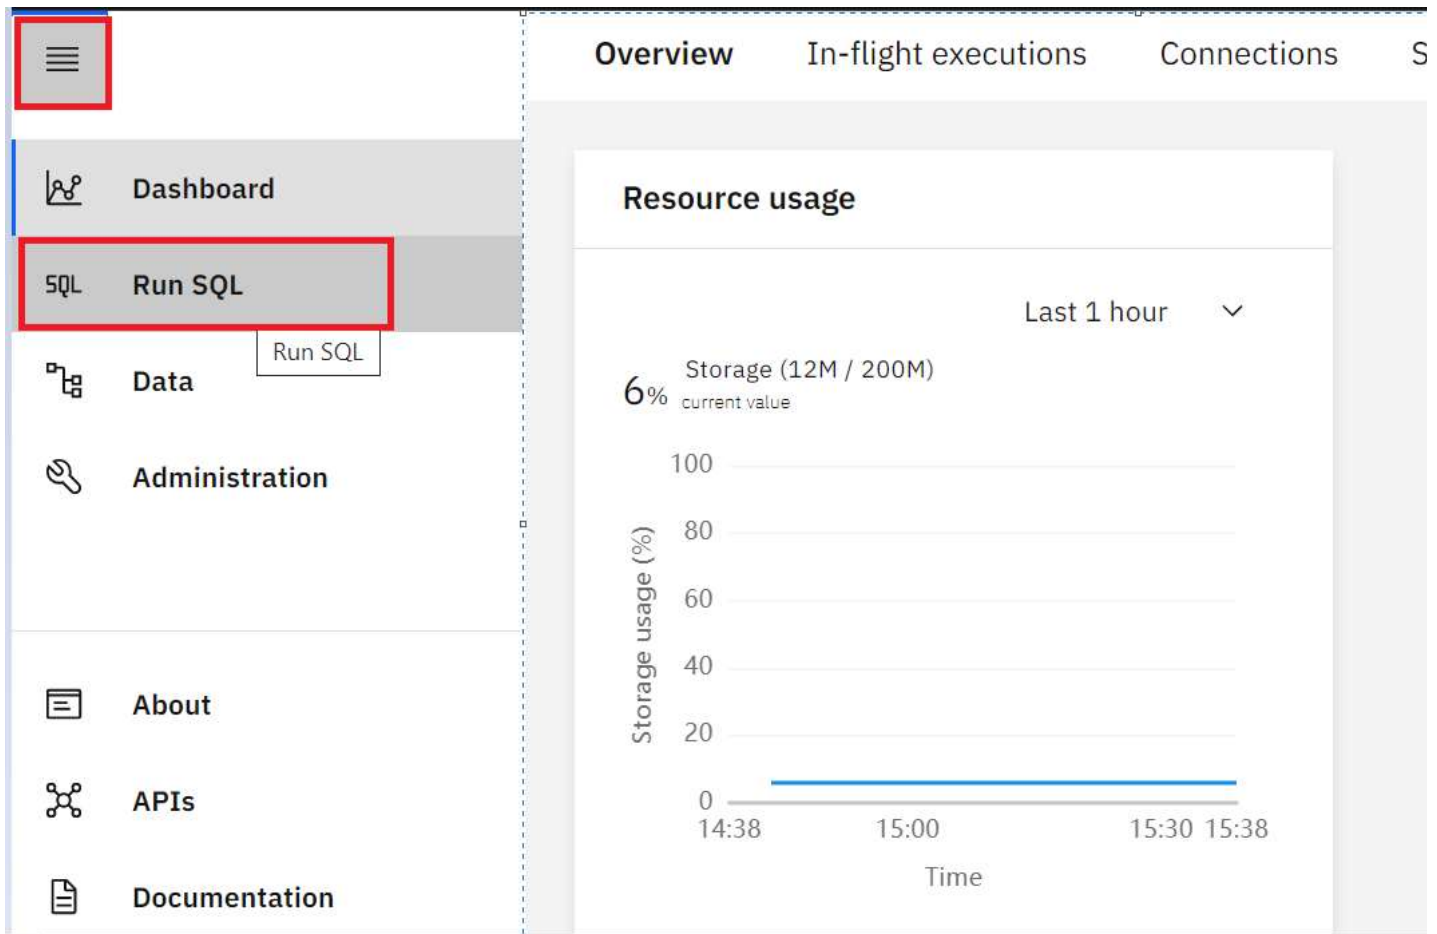 Overview In-flight executions Connections S
Dashboard
SQL Run SQL
Run SQL
Data
Administration
About
APIs
Documentation
Resource usage
Last 1 hour
6% Storage (12M / 200M)
current value
Storage usage (%)
100
80
60
40
20
0
14:38 15:00 15:30 15:38
Time